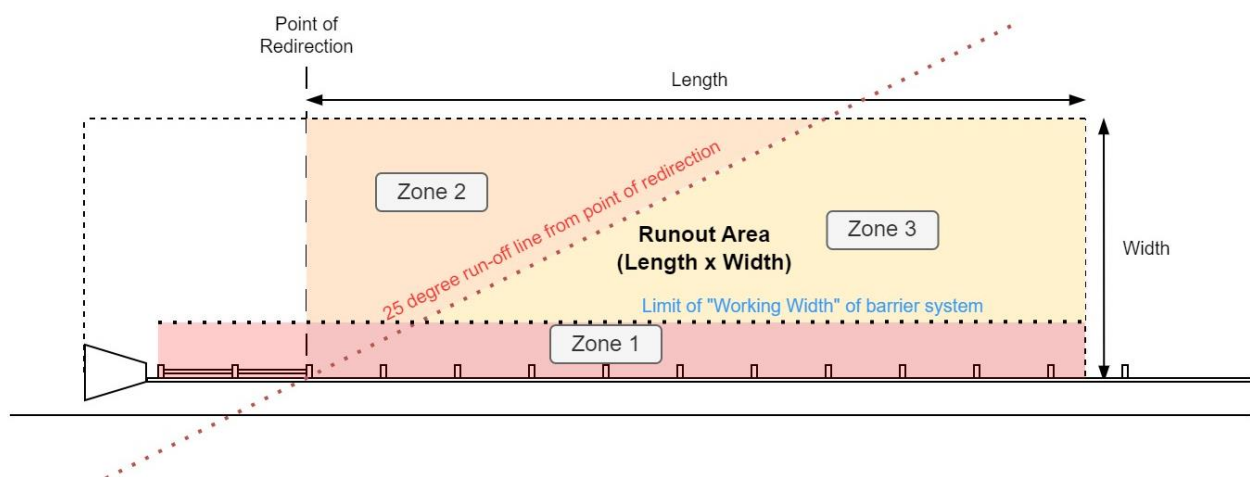 Point of
Redirection
Length
Zone 2
25 degree run-off line from point of redirection
Runout Area
(Length x Width)
Zone 3
Width
Limit of "Working Width" of barrier system
Zone 1